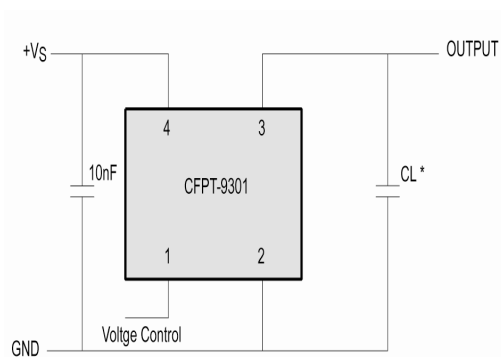 +VS
OUTPUT
4
3
10nF
CFPT-9301
CL *
1
2
Voltge Control
GND